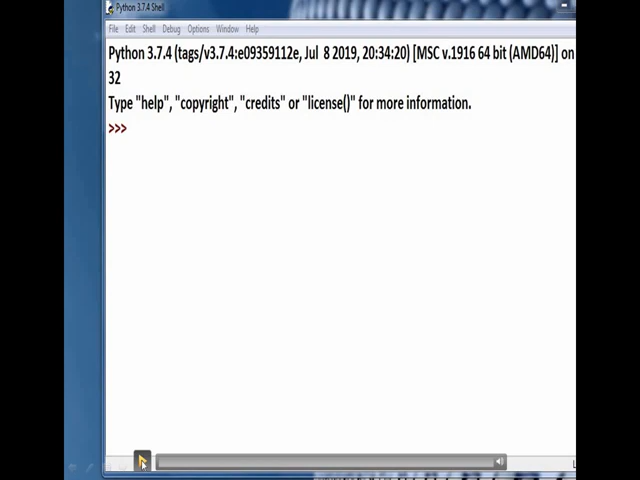 Python 3.7.4 Shell
File Edit Shell Debug Options Window Help
Python 3.7.4 (tags/v3.7.4:e09359112e, Jul 8 2019, 20:34:20) [MSC v.1916 64 bit (AMD64)] on
32
Type "help", "copyright", "credits" or "license()" for more information.
>>>